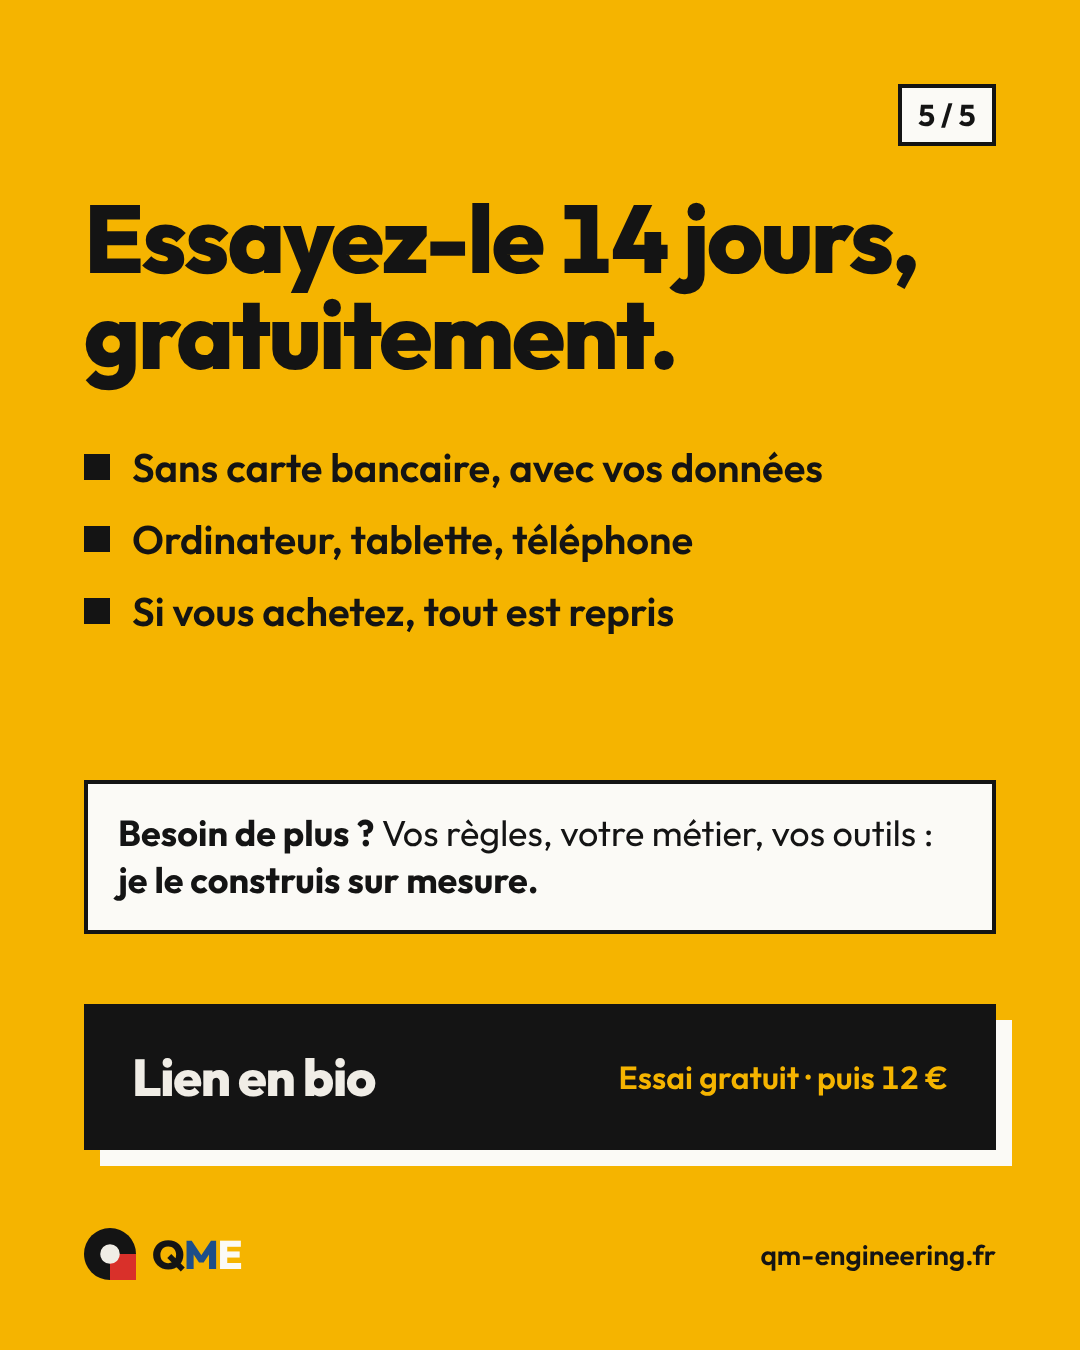 5 / 5
Essayez-le 14 jours,
gratuitement.
Sans carte bancaire, avec vos données
Ordinateur, tablette, téléphone
Si vous achetez, tout est repris
Besoin de plus ? Vos règles, votre métier, vos outils :
je le construis sur mesure.
Lien en bio
Essai gratuit · puis 12 €
QME
qm-engineering.fr